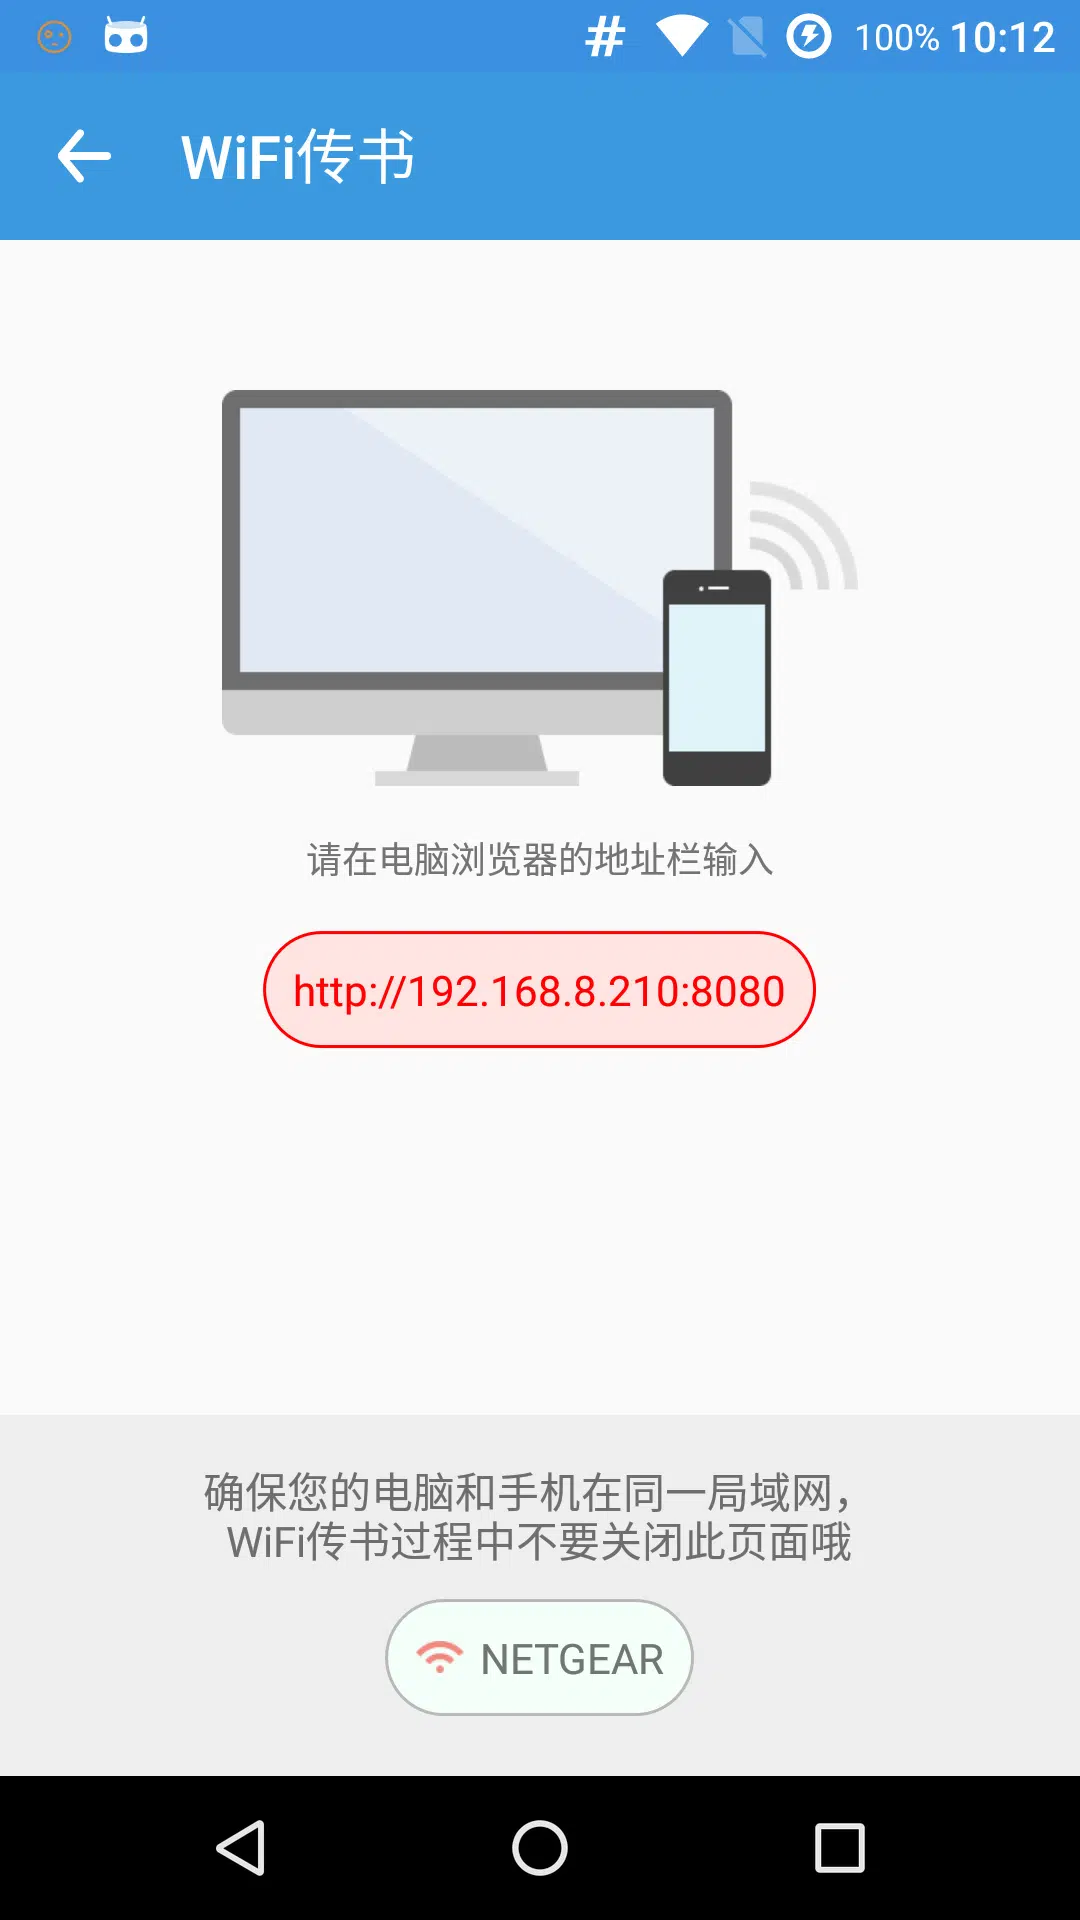 100% 10:12
WiFi传书
请在电脑浏览器的地址栏输入
http://192.168.8.210:8080
确保您的电脑和手机在同一局域网，
WiFi传书过程中不要关闭此页面哦
NETGEAR